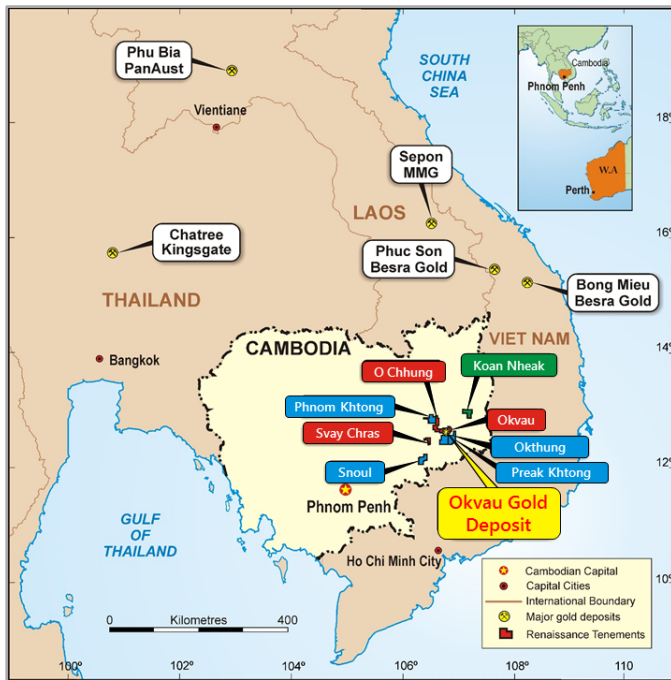 Phu Bia
PanAust
Vientiane
SOUTH
CHINA
SEA
Cambodia
Phnom Penh
W.A
Perth
18°
Sepon
MMG
LAOS
16°
Chatree
Kingsgate
Phuc Son
Besra Gold
Bong Mieu
Besra Gold
THAILAND
VIET NAM
14°
CAMBODIA
Bangkok
O Chhung
Koan Nheak
Phnom Khtong
Okvau
Svay Chras
Okthung
Snoul
Preak Khtong
12°
Phnom Penh
Okvau Gold
Deposit
GULF
OF
THAILAND
Ho Chi Minh City
10°
Kilometres
0
400
Cambodian Capital
Capital Cities
International Boundary
Major gold deposits
Renaissance Tenements
100°
102°
104°
106°
108°
110°